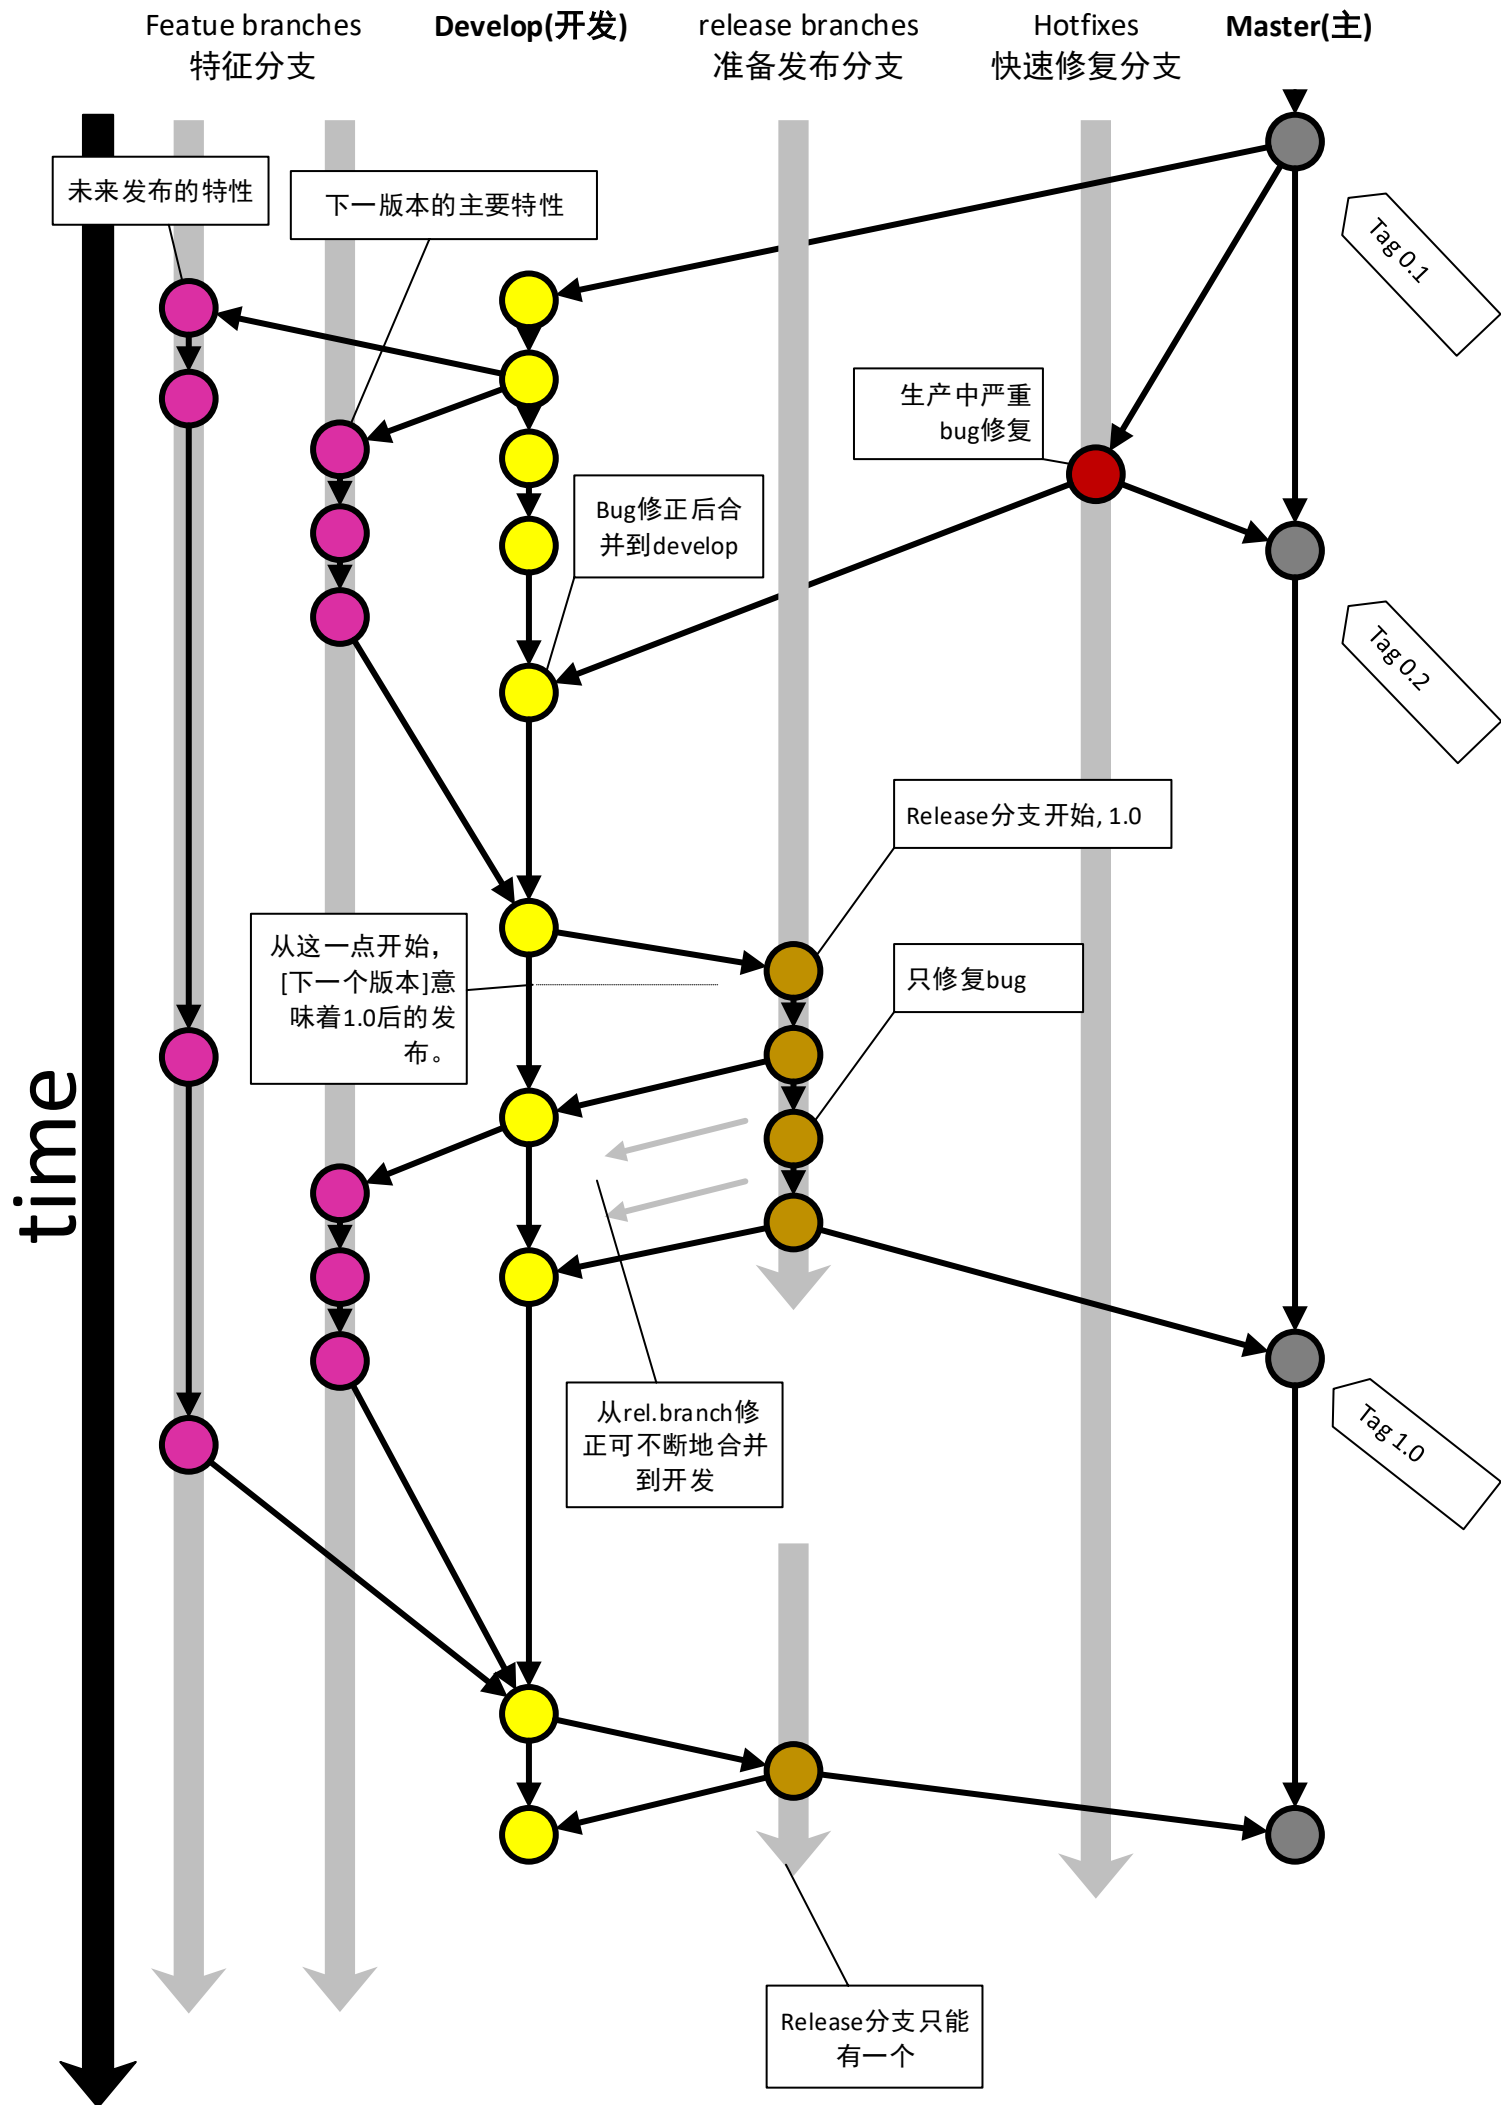 Featue branches
特征分支
Develop(开发)
release branches
准备发布分支
Hotfixes
快速修复分支
Master(主)
未来发布的特性
下一版本的主要特性
Tag 0.1
生产中严重
bug修复
Bug修正后合
并到develop
Tag 0.2
Release分支开始, 1.0
从这一点开始，
[下一个版本]意
味着1.0后的发
布。
只修复bug
time
从rel.branch修
正可不断地合并
到开发
Tag 1.0
Release分支只能
有一个